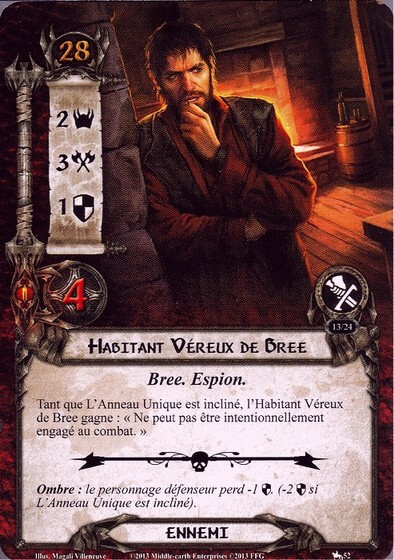 28
2
3
1
4
13/24
Habitant Véreux de Bree
Bree. Espion.
Tant que L'Anneau Unique est incliné, l'Habitant Véreux
de Bree gagne : « Ne peut pas être intentionnellement
engagé au combat. »
Ombre : le personnage défenseur perd -1 . (-2 si
L'Anneau Unique est incliné).
ENNEMI
Illus. Magali Villeneuve ©2013 Middle-earth Enterprises ©2013 FFG 52